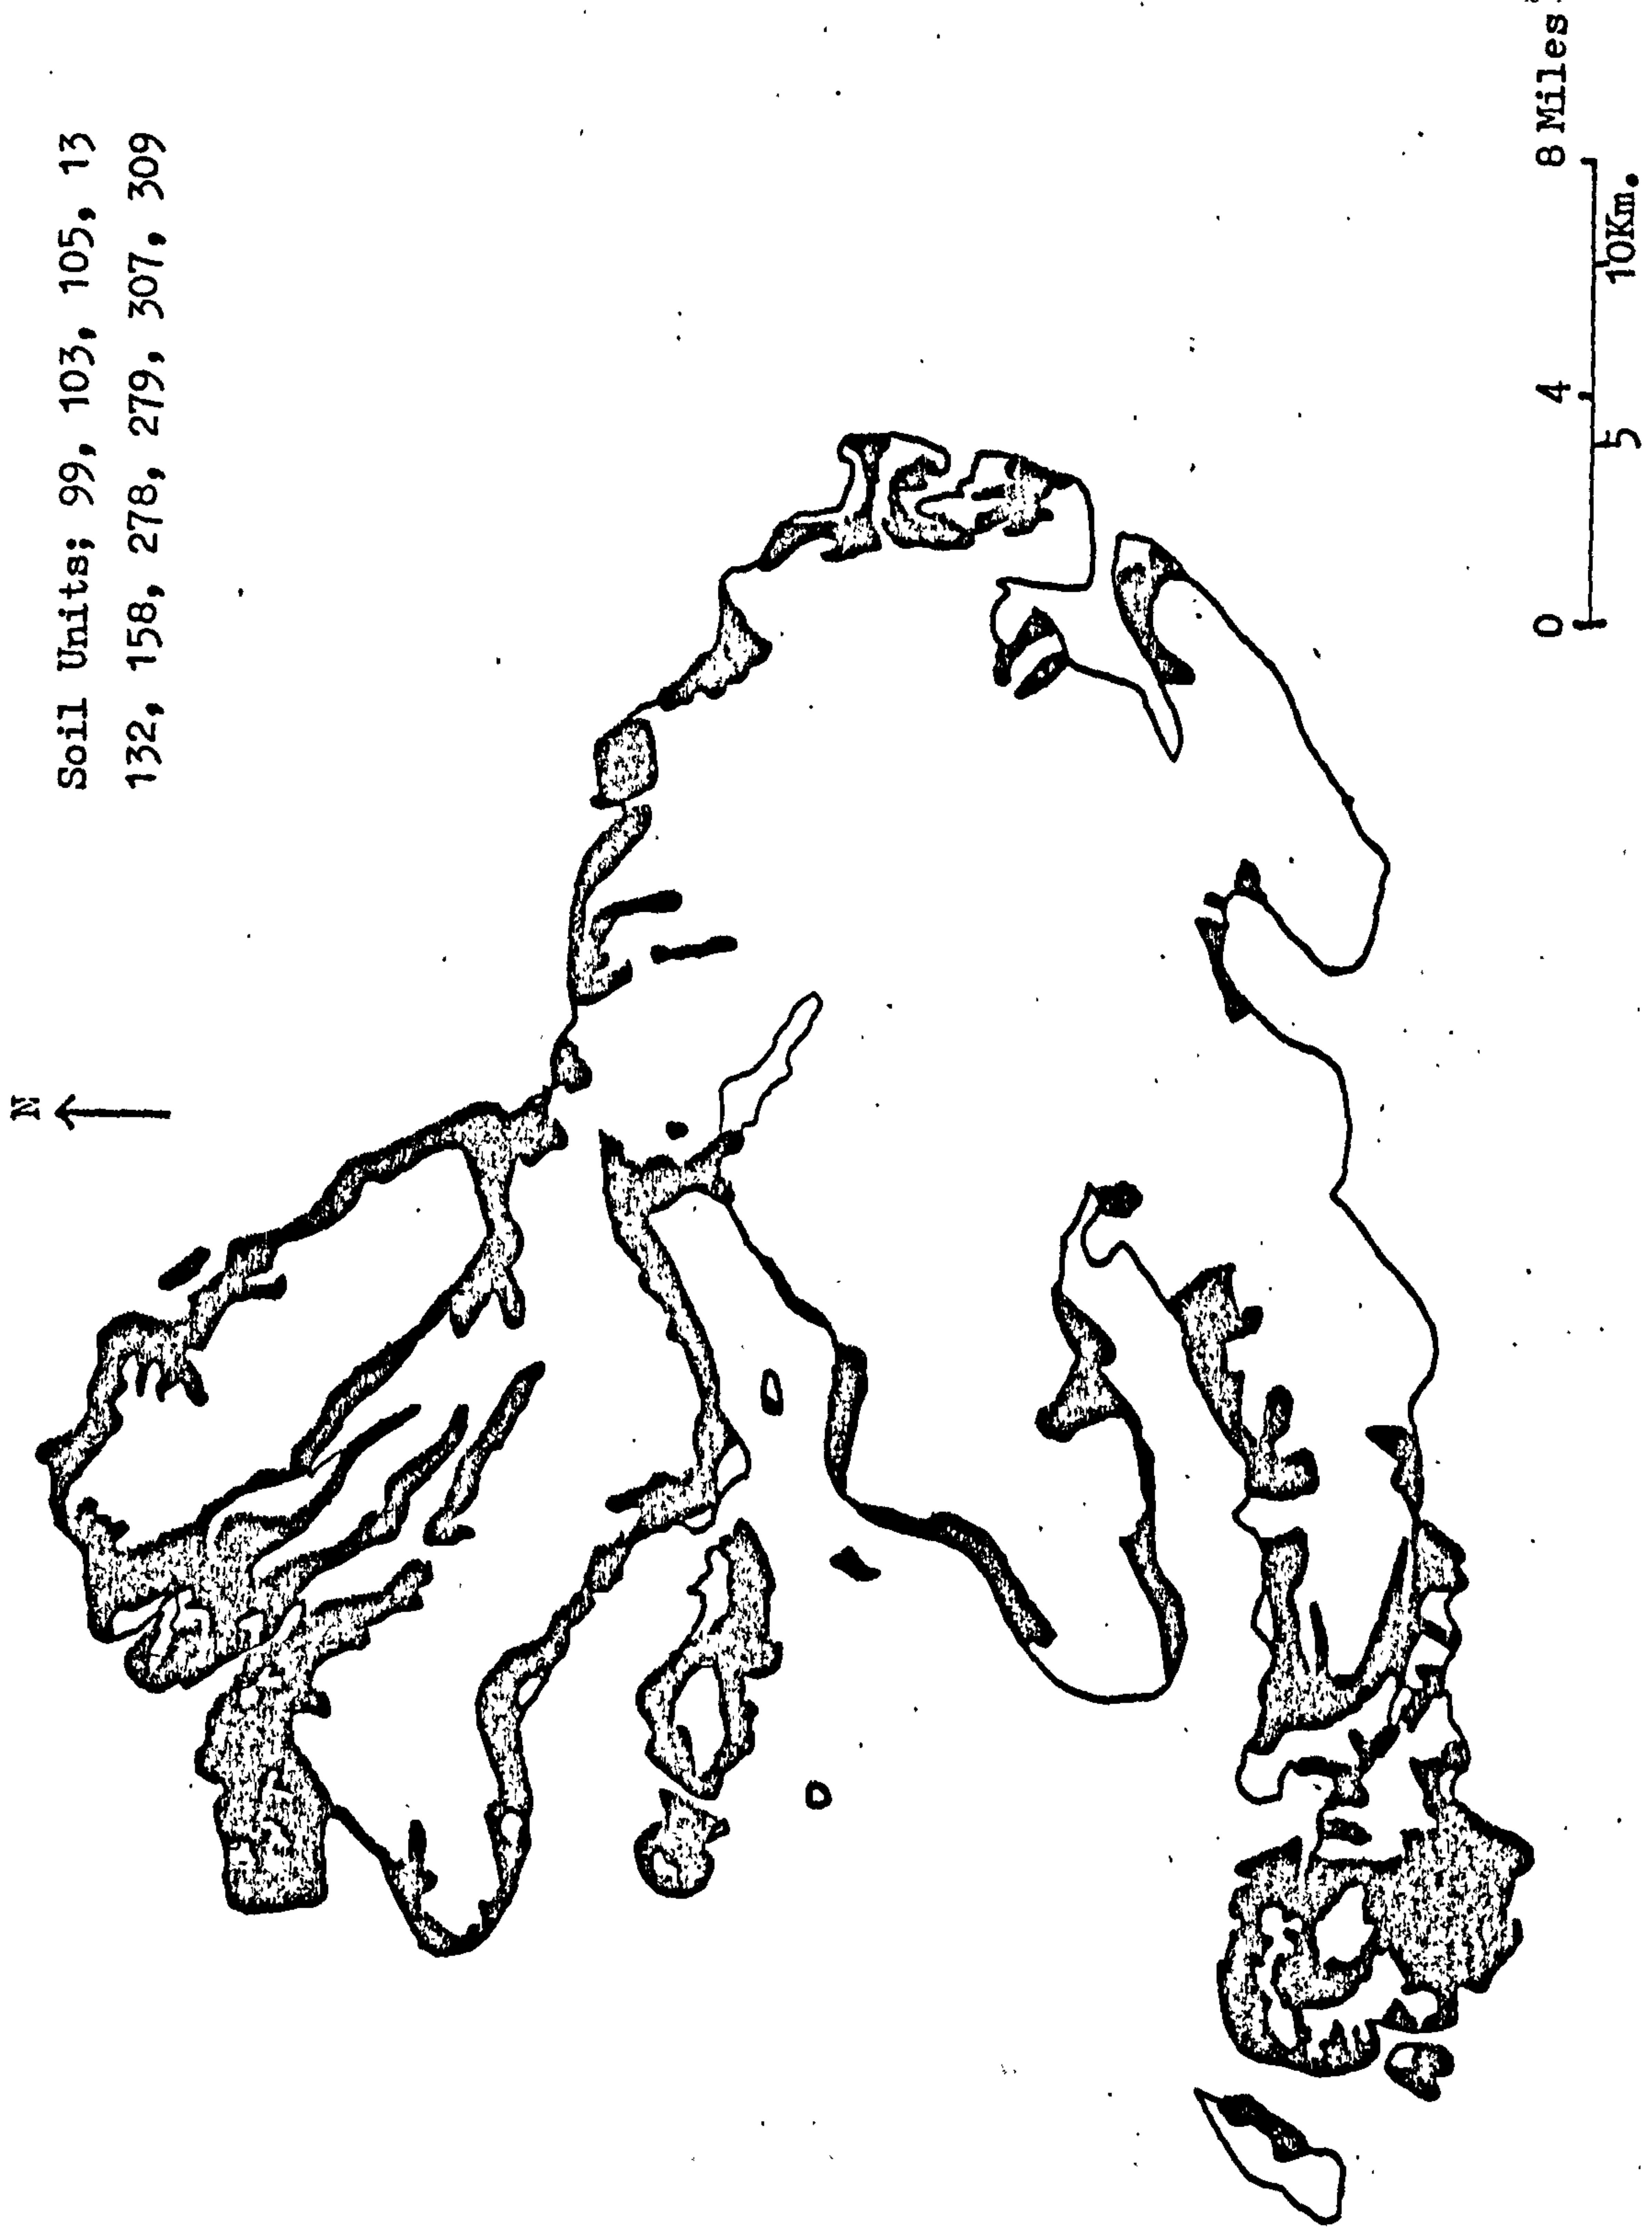 Soil Units; 99, 103, 105, 13
132, 158, 278, 279, 307, 309
N
0 4 8 Miles
5 10Km.